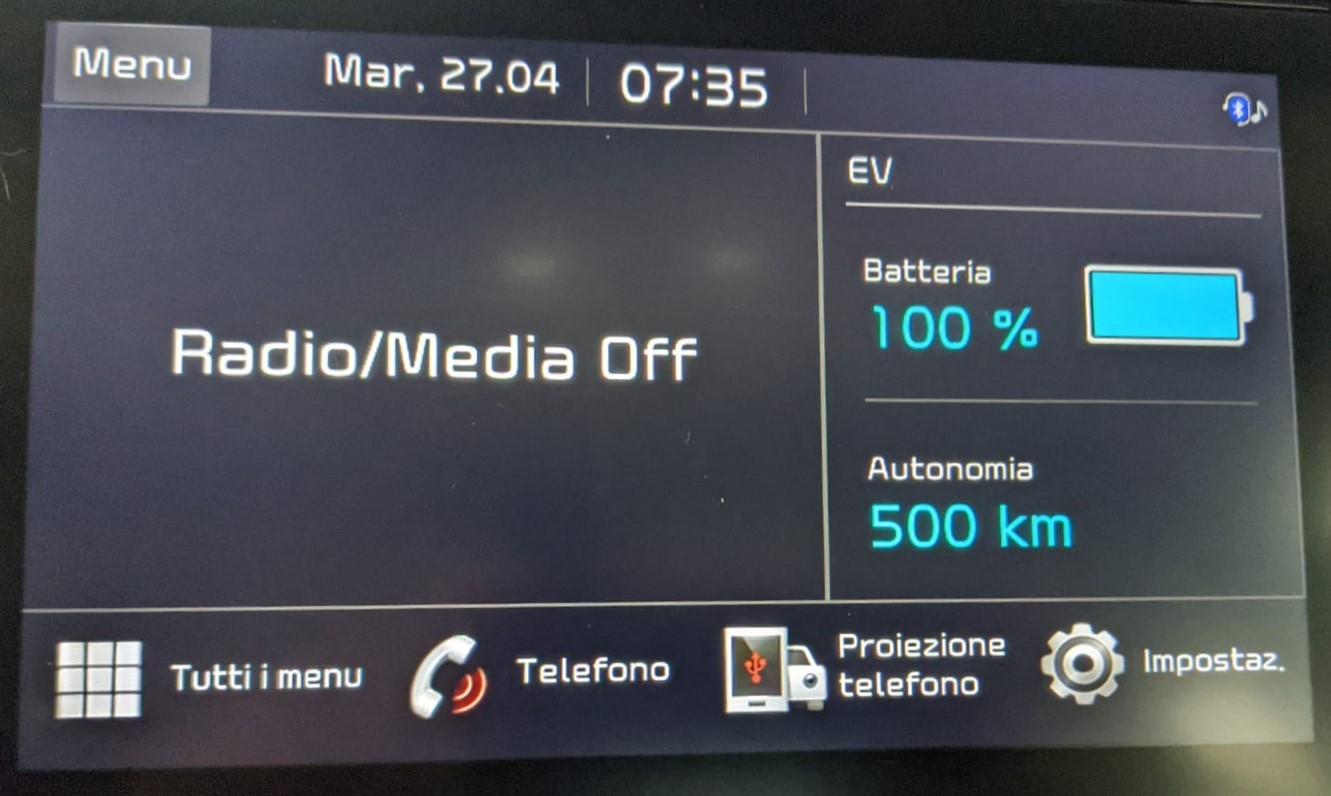 Menu
Mar. 27.04
07:35
EV
Batteria
100 %
Radio/Media Off
Autonomia
500 km
Tutti i menu
Telefono
Proiezione
telefono
Impostaz.